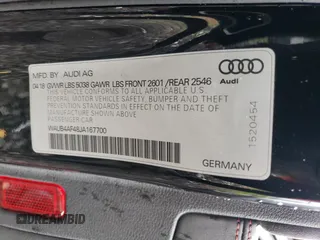 MFD. BY AUDI AG
04/18 GVWR LBS 5038 GAWR LBS FRONT 2601 /REAR 2546
THIS VEHICLE CONFORMS TO ALL APPLICABLE
FEDERAL MOTOR VEHICLE SAFETY, BUMPER AND THEFT
PREVENTION STANDARDS IN EFFECT ON THE DATE OF
MANUFACTURE SHOWN ABOVE.
PASSENGER CAR
WAUB4AF48JA167700
Audi
1520454
GERMANY
DREAMBID